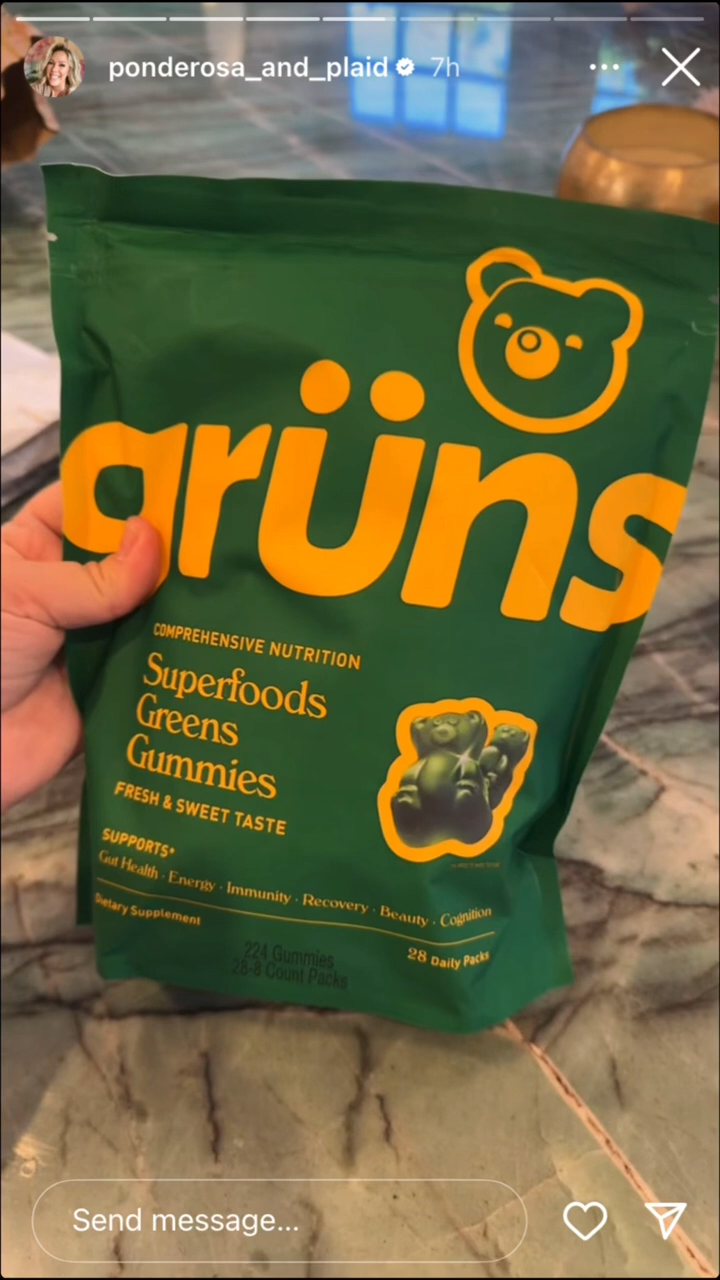 ponderosa_and_plaid 7h
grüns
COMPREHENSIVE NUTRITION
Superfoods
Greens
Gummies
FRESH & SWEET TASTE
SUPPORTS*
Gut Health · Energy · Immunity · Recovery · Beauty · Cognition
Dietary Supplement
28 Daily Packs
224 Gummies
28-8 Count Packs
Send message...